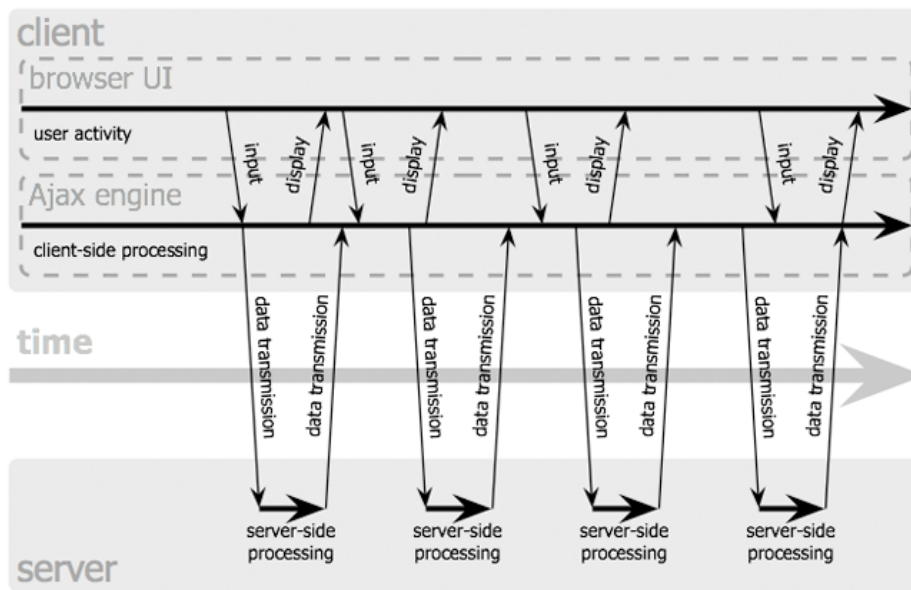 client
browser UI
user activity
input
display
input
display
input
display
input
display
Ajax engine
client-side processing
data transmission
data transmission
data transmission
data transmission
data transmission
data transmission
data transmission
data transmission
time
server-side
processing
server-side
processing
server-side
processing
server-side
processing
server